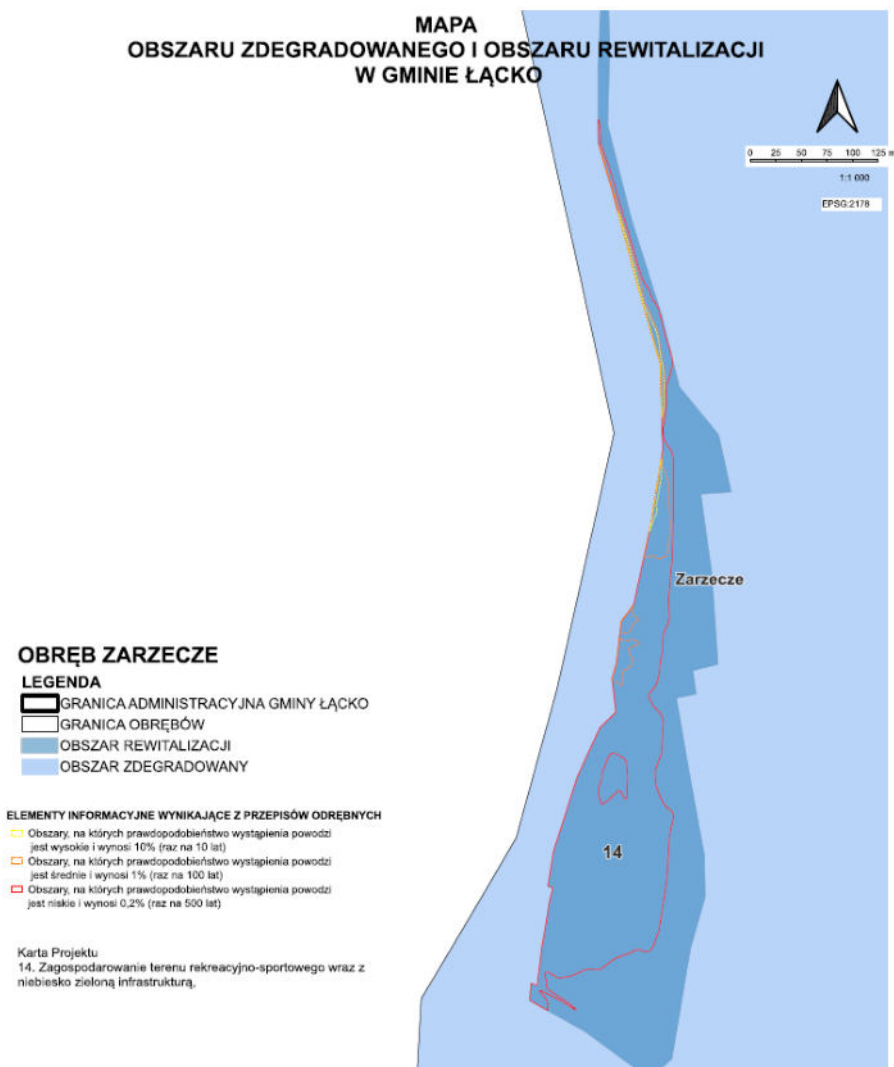 MAPA
OBSZARU ZDEGRADOWANEGO I OBSZARU REWITALIZACJI
W GMINIE ŁĄCKO
0 25 50 75 100 125 m
1:1 000
EPSG:2178
Zarzecze
14
OBRĘB ZARZECZE
LEGENDA
GRANICA ADMINISTRACYJNA GMINY ŁĄCKO
GRANICA OBRĘBÓW
OBSZAR REWITALIZACJI
OBSZAR ZDEGRADOWANY
ELEMENTY INFORMACYJNE WYNIKAJĄCE Z PRZEPISÓW ODRĘBNYCH
Obszary, na których prawdopodobieństwo wystąpienia powodzi
jest wysokie i wynosi 10% (raz na 10 lat)
Obszary, na których prawdopodobieństwo wystąpienia powodzi
jest średnie i wynosi 1% (raz na 100 lat)
Obszary, na których prawdopodobieństwo wystąpienia powodzi
jest niskie i wynosi 0,2% (raz na 500 lat)
Karta Projektu
14. Zagospodarowanie terenu rekreacyjno-sportowego wraz z
niebiesko zieloną infrastrukturą,